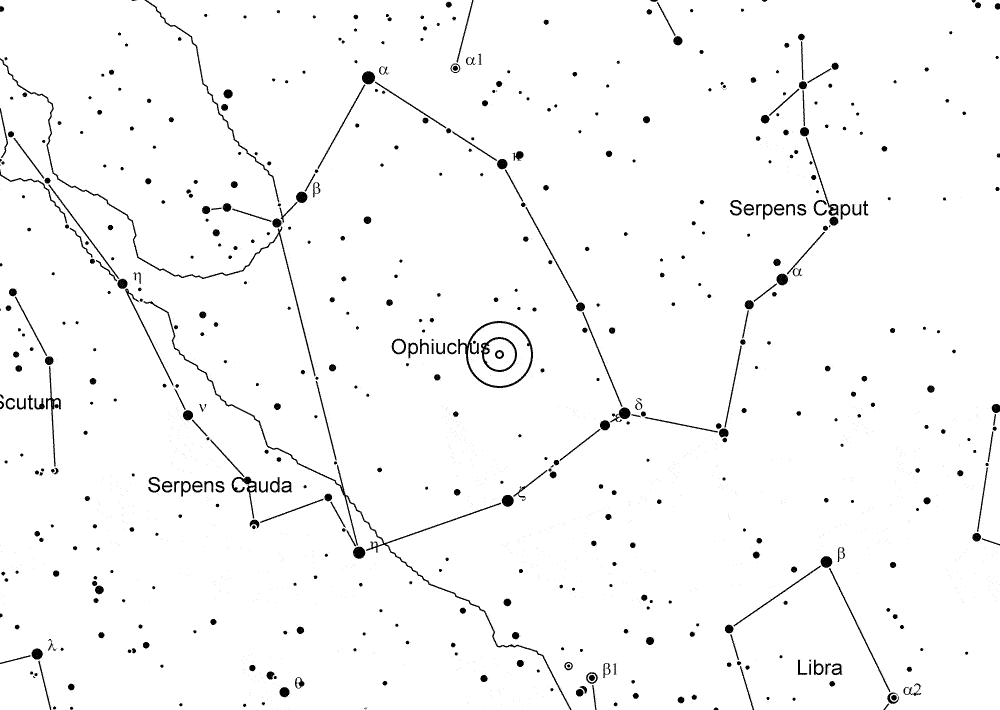 α1
α
κ
β
Serpens Caput
α
η
Ophiuchus
Scutum
δ
ε
ν
Serpens Cauda
ζ
η
β
λ
Libra
β1
θ
α2